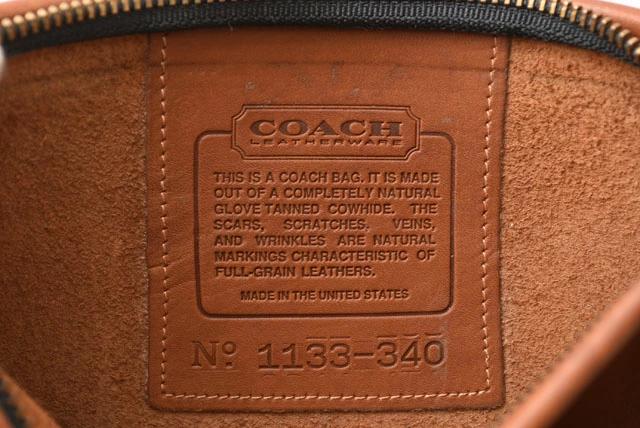 COACH
LEATHERWARE
THIS IS A COACH BAG. IT IS MADE
OUT OF A COMPLETELY NATURAL
GLOVE TANNED COWHIDE. THE
SCARS, SCRATCHES, VEINS,
AND WRINKLES ARE NATURAL
MARKINGS CHARACTERISTIC OF
FULL-GRAIN LEATHERS.
MADE IN THE UNITED STATES
No. 1133-340